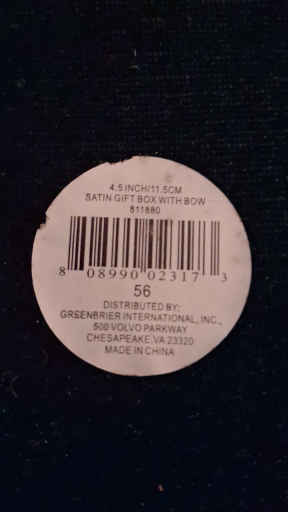 4.5 INCH/11.5CM
SATIN GIFT BOX WITH BOW
811880
8 08990 02317 3
56
DISTRIBUTED BY:
GREENBRIER INTERNATIONAL, INC.,
500 VOLVO PARKWAY
CHESAPEAKE, VA 23320
MADE IN CHINA